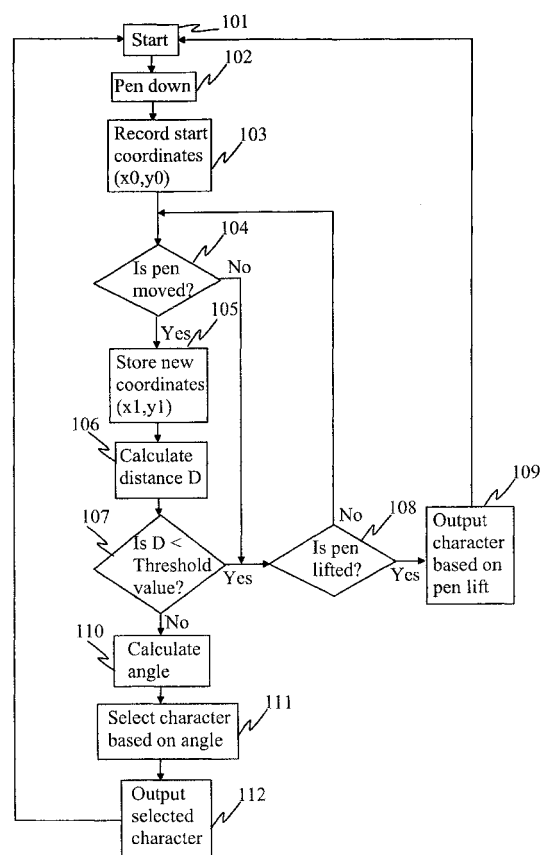 101
Start
102
Pen down
Record start
coordinates
(x0,y0)
103
104
Is pen
moved?
No
105
Yes
Store new
coordinates
(x1,y1)
106
Calculate
distance D
107
Is D <
Threshold
value?
Yes
No
108
Is pen
lifted?
No
Yes
109
Output
character
based on
pen lift
110
Calculate
angle
111
Select character
based on angle
Output
selected
character
112